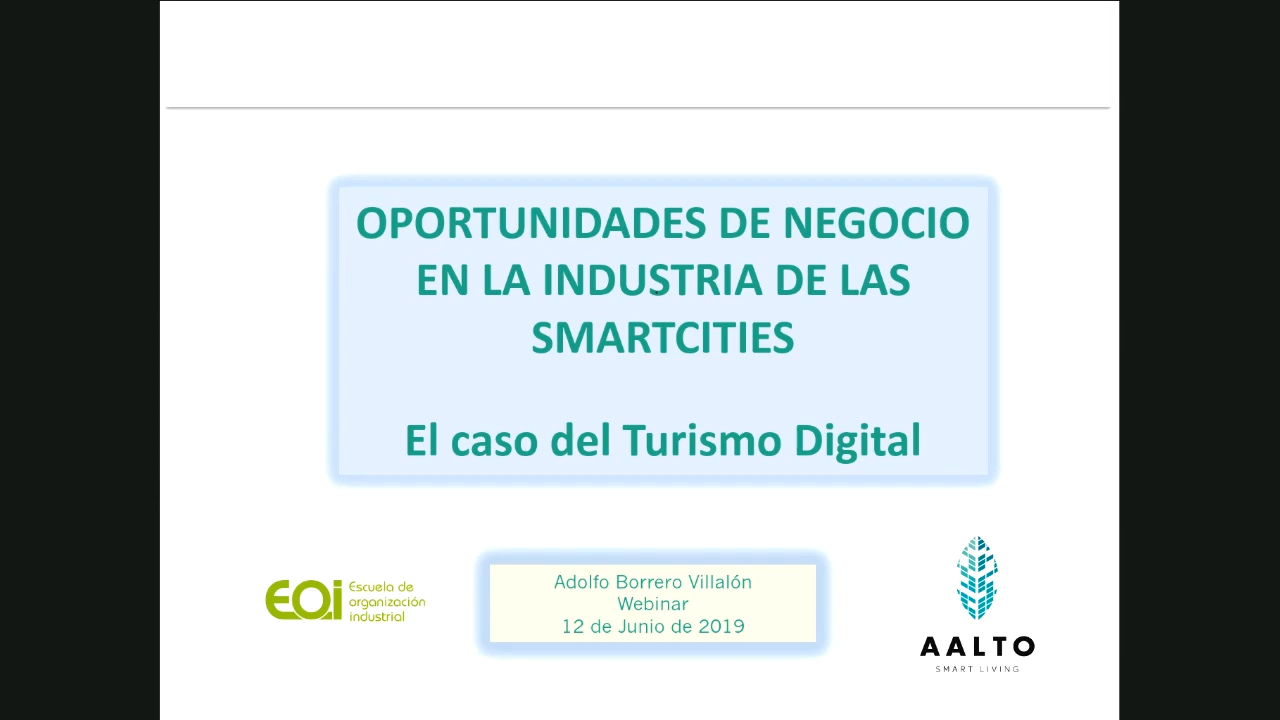 OPORTUNIDADES DE NEGOCIO
EN LA INDUSTRIA DE LAS
SMARTCITIES
El caso del Turismo Digital
EOi Escuela de
organización
industrial
Adolfo Borrero Villalón
Webinar
12 de Junio de 2019
AALTO
SMART LIVING